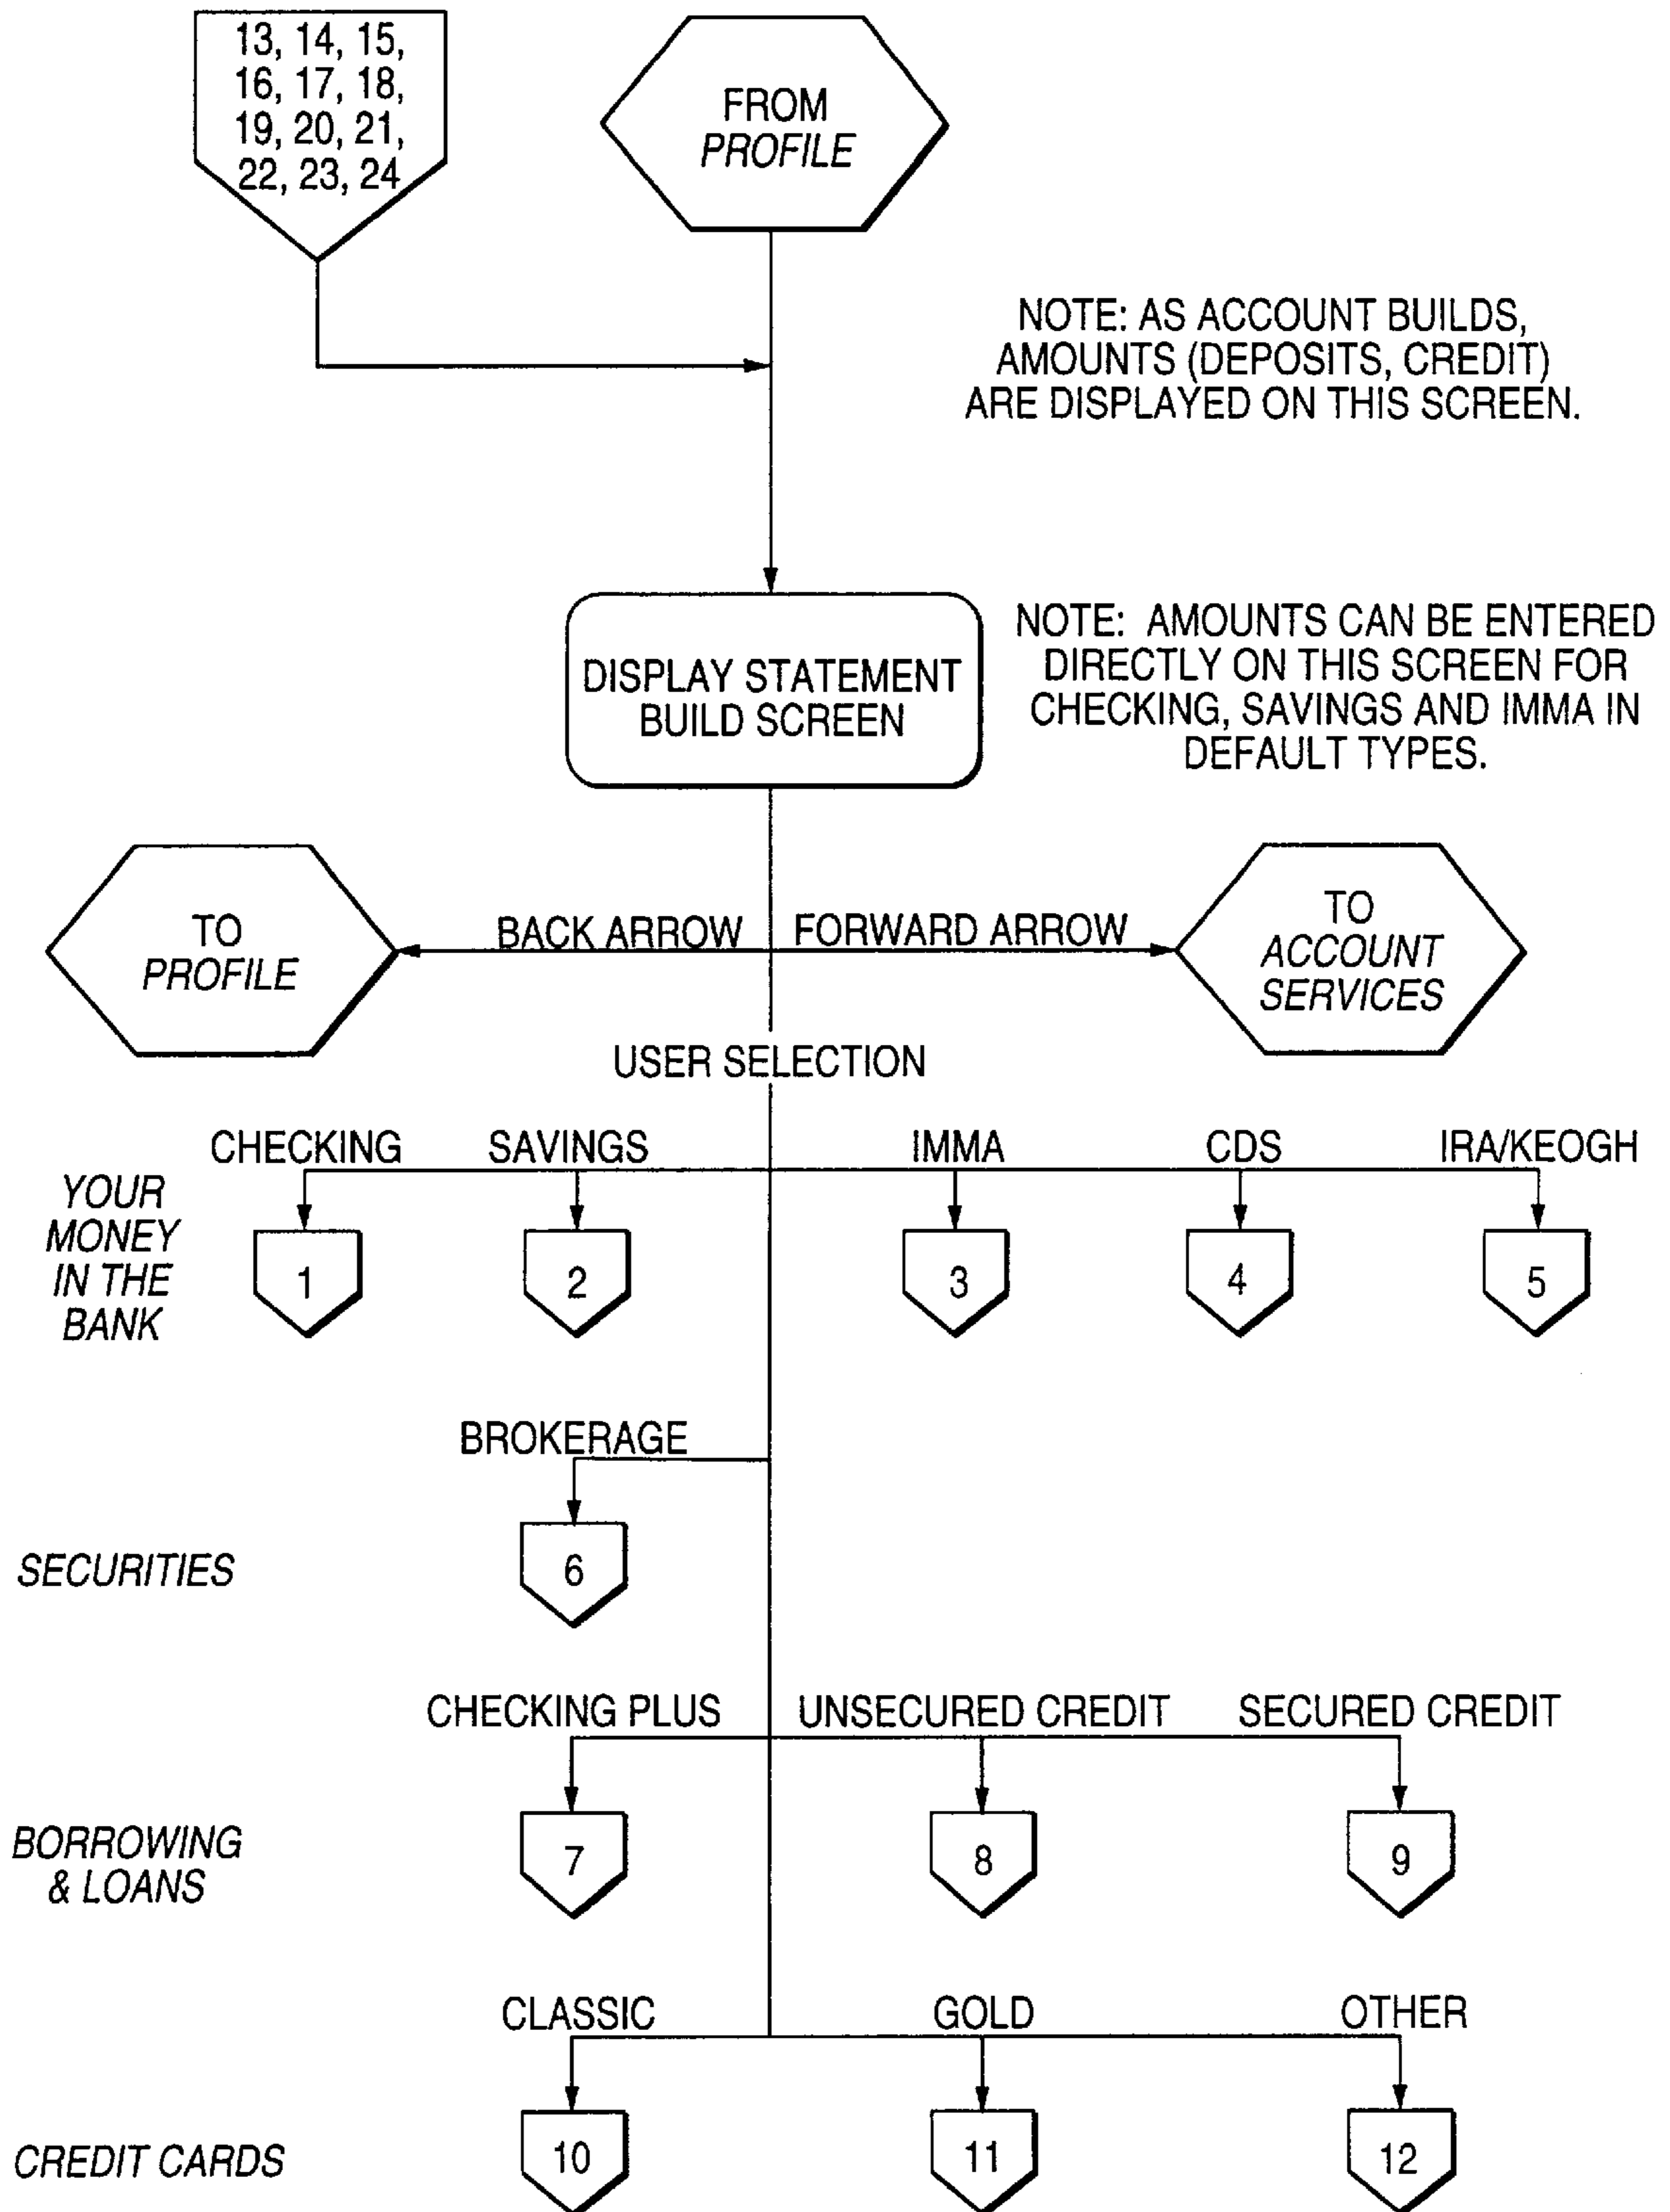 13, 14, 15,
16, 17, 18,
19, 20, 21,
22, 23, 24
FROM
PROFILE
NOTE: AS ACCOUNT BUILDS,
AMOUNTS (DEPOSITS, CREDIT)
ARE DISPLAYED ON THIS SCREEN.
DISPLAY STATEMENT
BUILD SCREEN
NOTE: AMOUNTS CAN BE ENTERED
DIRECTLY ON THIS SCREEN FOR
CHECKING, SAVINGS AND IMMA IN
DEFAULT TYPES.
TO
PROFILE
BACK ARROW
FORWARD ARROW
TO
ACCOUNT
SERVICES
USER SELECTION
YOUR
MONEY
IN THE
BANK
CHECKING
SAVINGS
IMMA
CDS
IRA/KEOGH
1
2
3
4
5
BROKERAGE
SECURITIES
6
CHECKING PLUS
UNSECURED CREDIT
SECURED CREDIT
BORROWING
& LOANS
7
8
9
CLASSIC
GOLD
OTHER
CREDIT CARDS
10
11
12